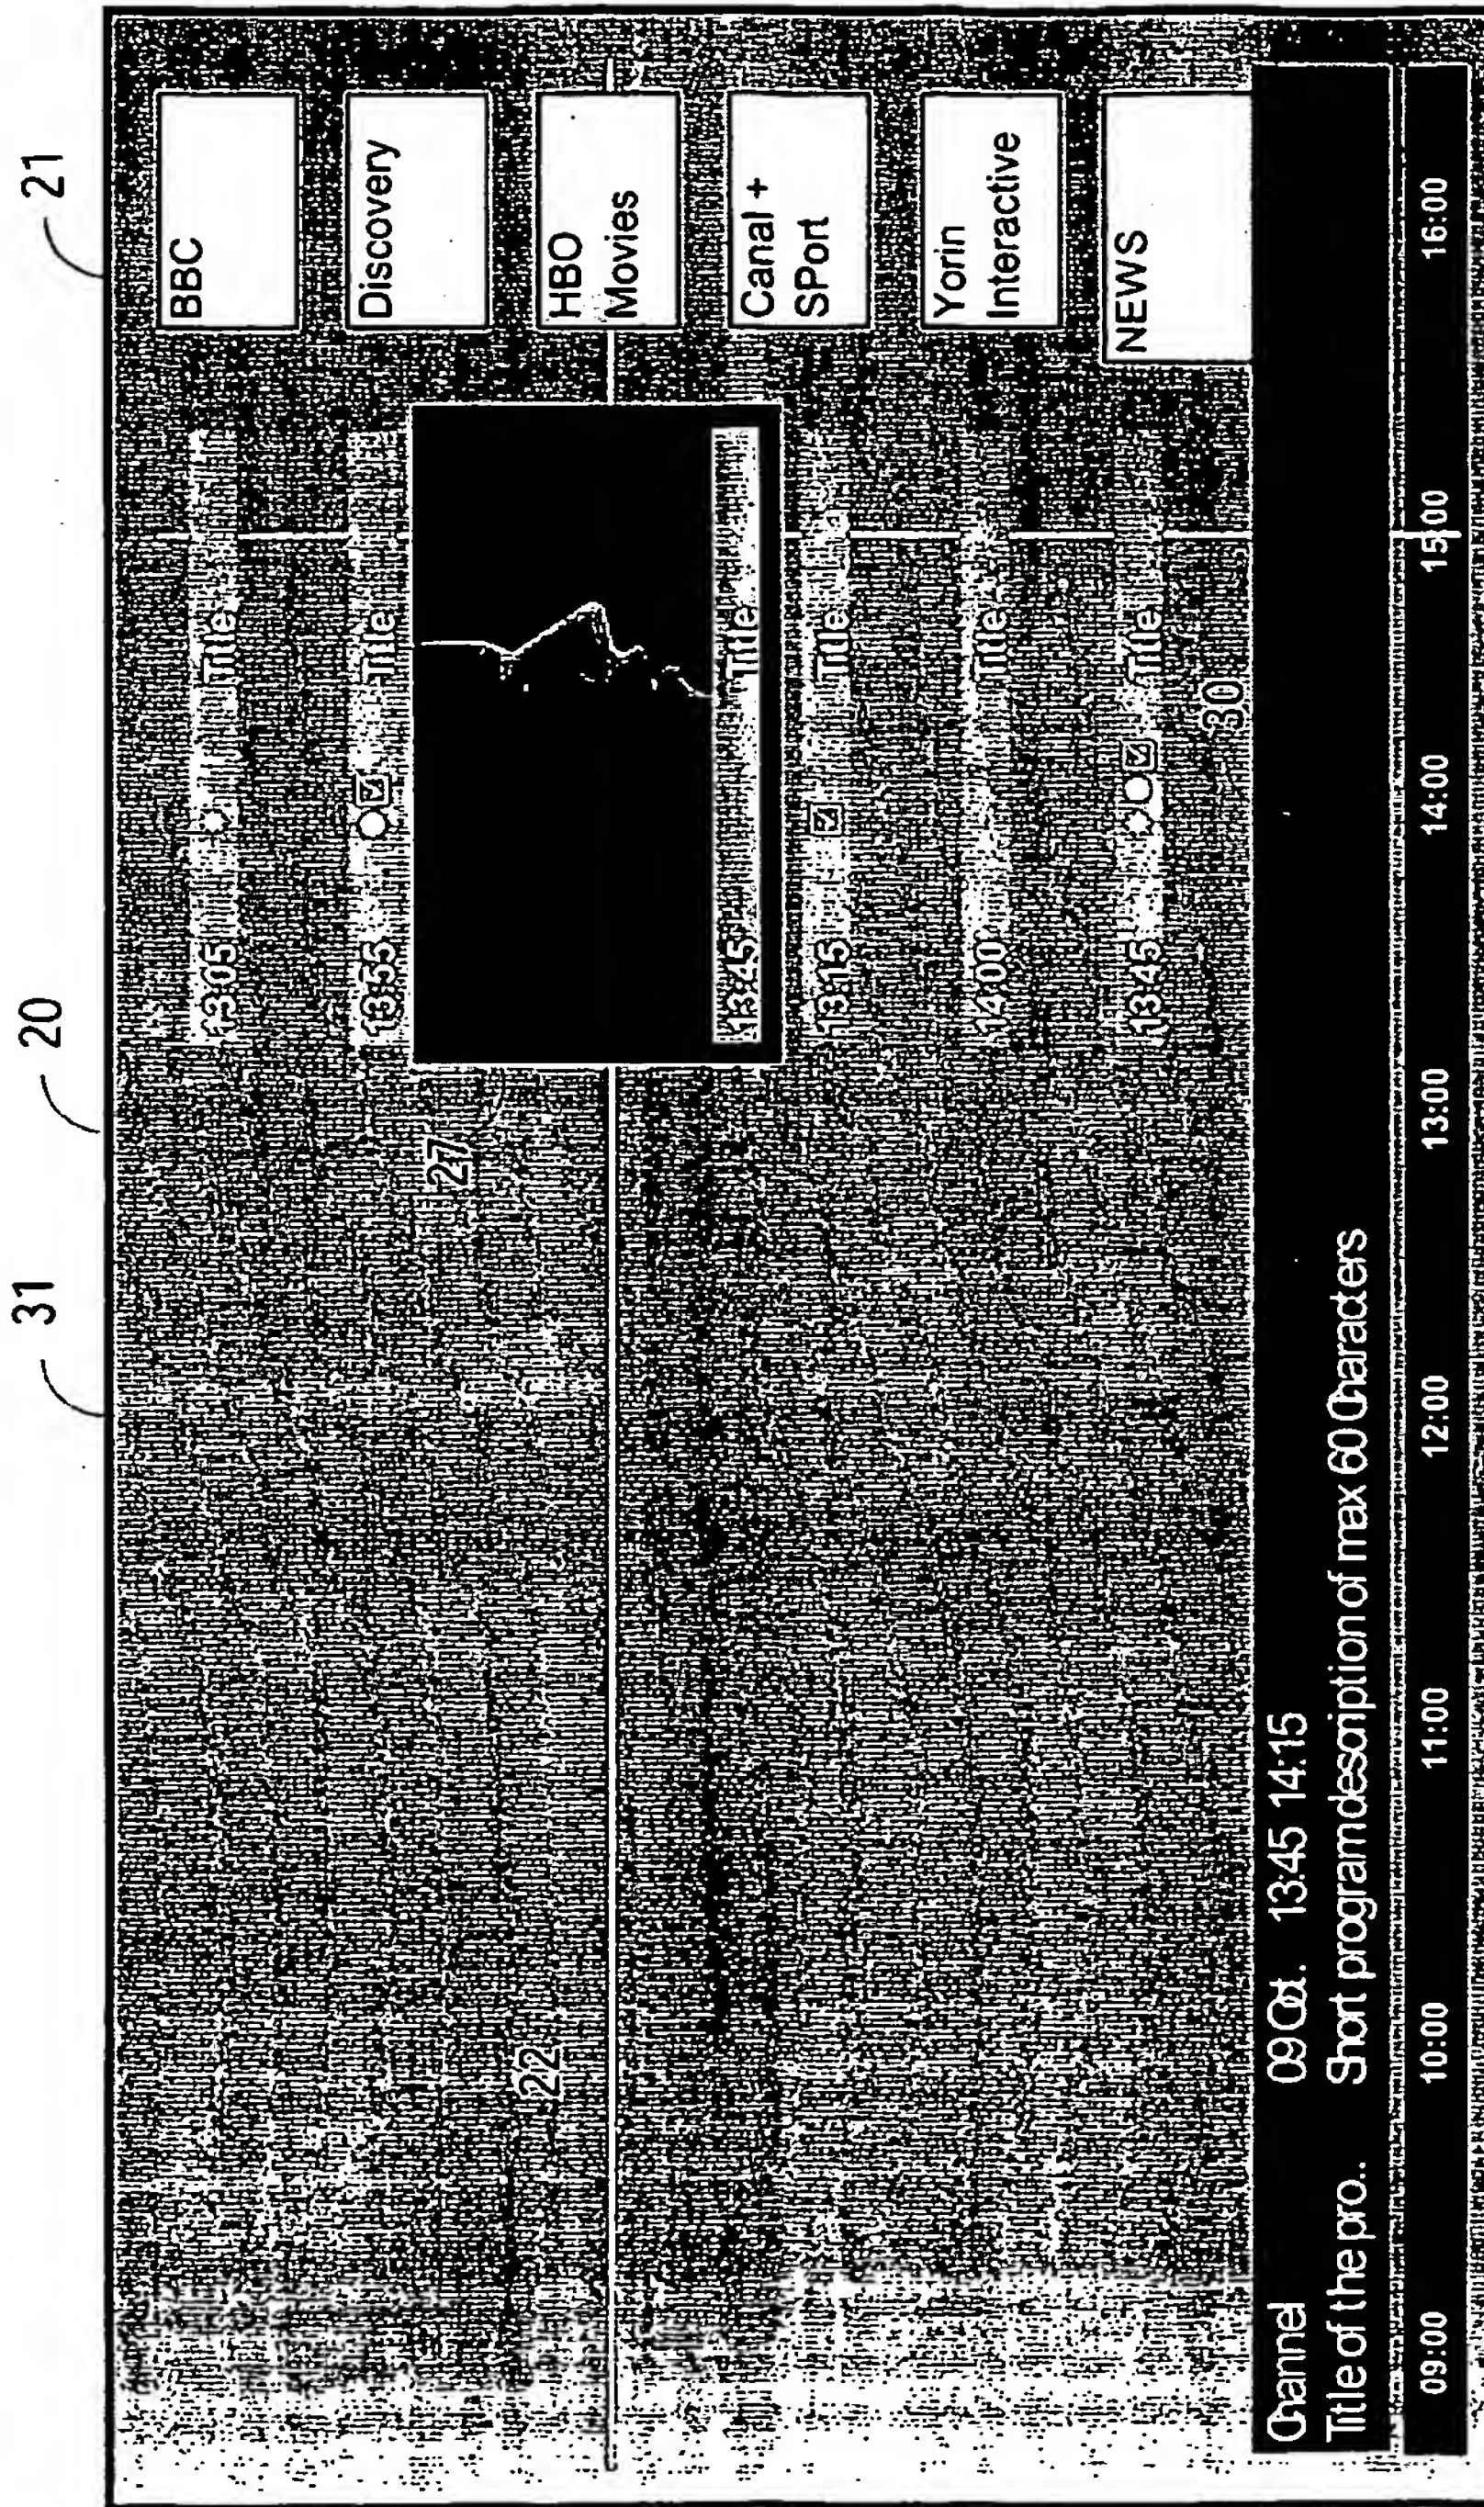 31
20
21
BBC
13:05
Title
Discovery
13:55
Title
27
HBO
Movies
22
13:45
Title
Canal +
SPort
13:15
Title
Yorin
Interactive
14:00
Title
NEWS
13:45
Title
30
Channel 09 Oct. 13:45 14:15
Title of the pro.. Short program description of max 60 Characters
09:00 10:00 11:00 12:00 13:00 14:00 15:00 16:00